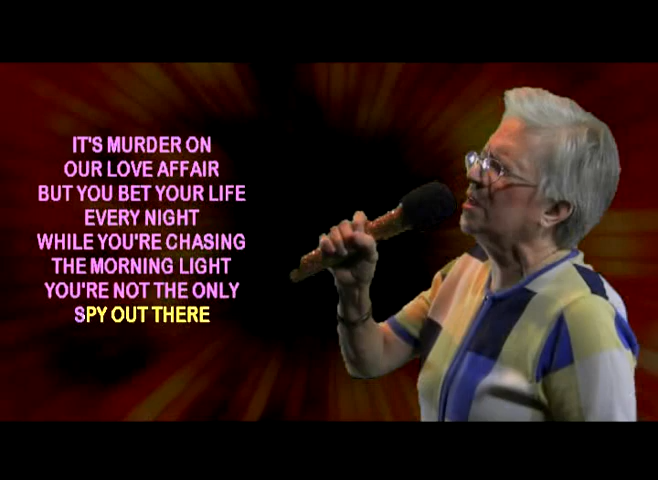 IT'S MURDER ON
OUR LOVE AFFAIR
BUT YOU BET YOUR LIFE
EVERY NIGHT
WHILE YOU'RE CHASING
THE MORNING LIGHT
YOU'RE NOT THE ONLY
SPY OUT THERE